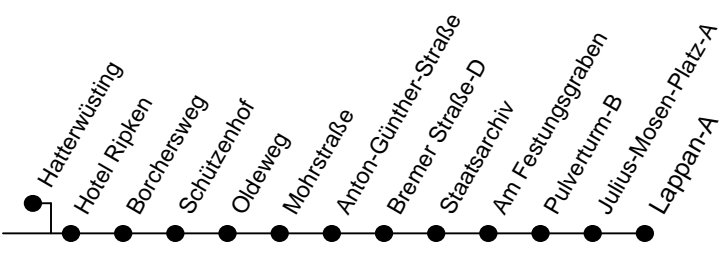 Hatterwüsting
Hotel Ripken
Borchersweg
Schützenhof
Oldeweg
Mohrstraße
Anton-Günther-Straße
Bremer Straße-D
Staatsarchiv
Am Festungsgraben
Pulverturm-B
Julius-Mosen-Platz-A
Lappan-A